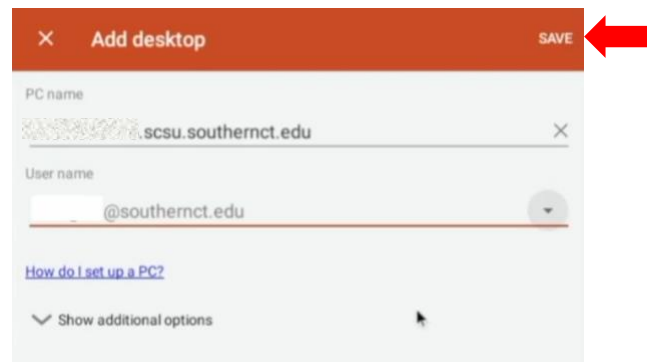 Add desktop SAVE
PC name
.scsu.southernct.edu
User name
@southernct.edu
How do I set up a PC?
Show additional options